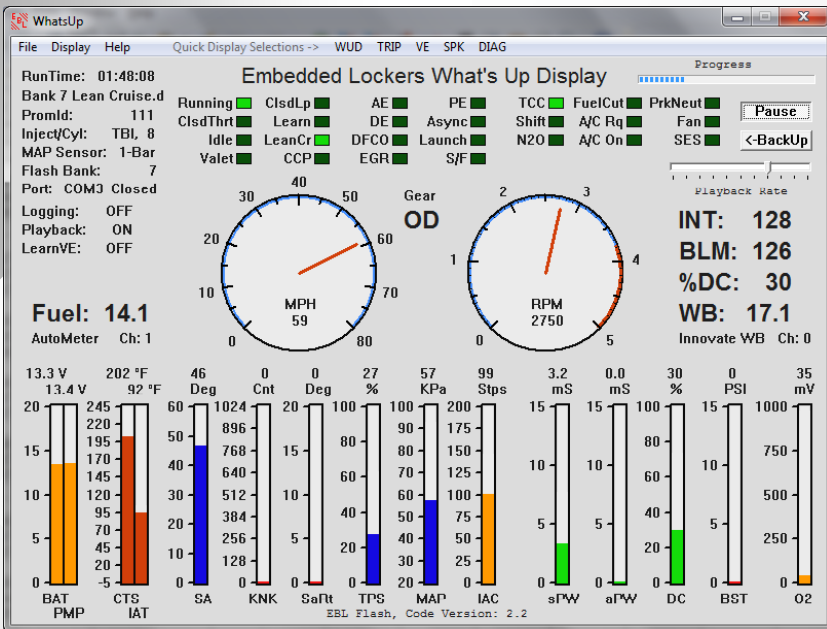 WhatsUp
File Display Help Quick Display Selections -> WUD TRIP VE SPK DIAG
RunTime: 01:48:08
Bank 7 Lean Cruise.d
PromId: 111
Inject/Cyl: TBI, 8
MAP Sensor: 1-Bar
Flash Bank: 7
Port: COM3 Closed
Logging: OFF
Playback: ON
LearnVE: OFF
Embedded Lockers What's Up Display
Progress
Running ClsdLp AE PE TCC FuelCut PrkNeut
ClsdThrt Learn DE Async Shift A/C Rq Fan
Idle LeanCr DFCO Launch N2O A/C On SES
Valet CCP EGR S/F
Pause
<-BackUp
Playback Rate
0 10 20 30 40 50 60 70 80
MPH
59
Gear
OD
0 1 2 3 4 5
RPM
2750
INT: 128
BLM: 126
%DC: 30
WB: 17.1
Innovate WB Ch: 0
Fuel: 14.1
AutoMeter Ch: 1
13.3 V 202 °F 46 0 0 27 57 99 3.2 0.0 30 0 35
13.4 V 92 °F Deg Cnt Deg % KPa Stps mS mS % PSI mV
20 245 60 1024 20 100 100 200 15 15 100 15 1000
220 896 90 175
195 50 80 80 150 80
15 170 768 15 70 125 750
145 40 640 60 60 10 10 60 10
10 120 30 512 10 50 100 500
95 384 40 40 75 40
70 20 256 30 50 5 5 5
5 45 10 128 5 20 25 20 250
20
0 -5 0 0 0 0 20 0 0 0 0 0 0
BAT CTS SA KNK SaRt TPS MAP IAC sPW aPW DC BST O2
PMP IAT
EBL Flash, Code Version: 2.2